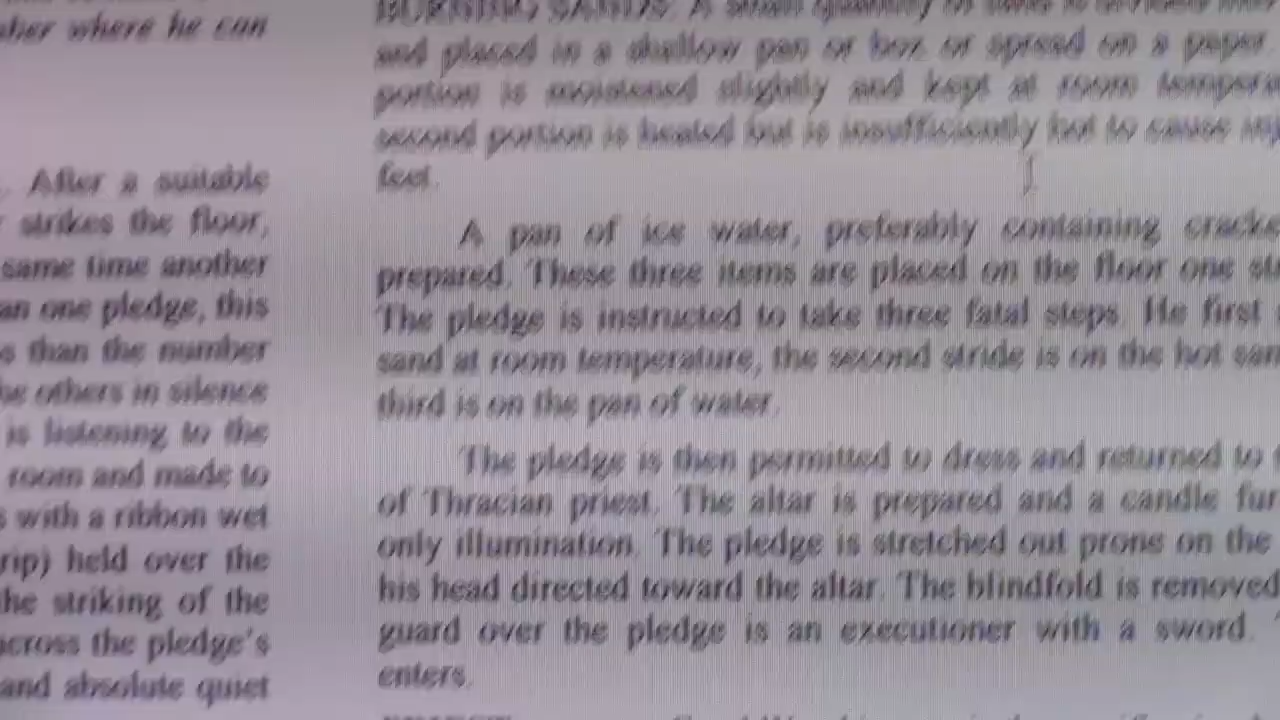 ber where he can
. After a suitable
strikes the floor,
same time another
an one pledge, this
than the number
others in silence
is listening to the
room and made to
with a ribbon wet
rip) held over the
the striking of the
across the pledge's
and absolute quiet
BURNING SANDS. A small quantity of
and placed in a shallow pan or box or spread on a paper.
portion is moistened slightly and kept at room
second portion is heated but is insufficiently hot to cause
feet.
A pan of ice water, preferably containing
prepared. These three items are placed on the floor one
The pledge is instructed to take three fatal steps. He first
sand at room temperature, the second stride is on the hot
third is on the pan of water.
The pledge is then permitted to dress and returned to
of Thracian priest. The altar is prepared and a candle
only illumination. The pledge is stretched out prone on the
his head directed toward the altar. The blindfold is removed
guard over the pledge is an executioner with a sword.
enters.